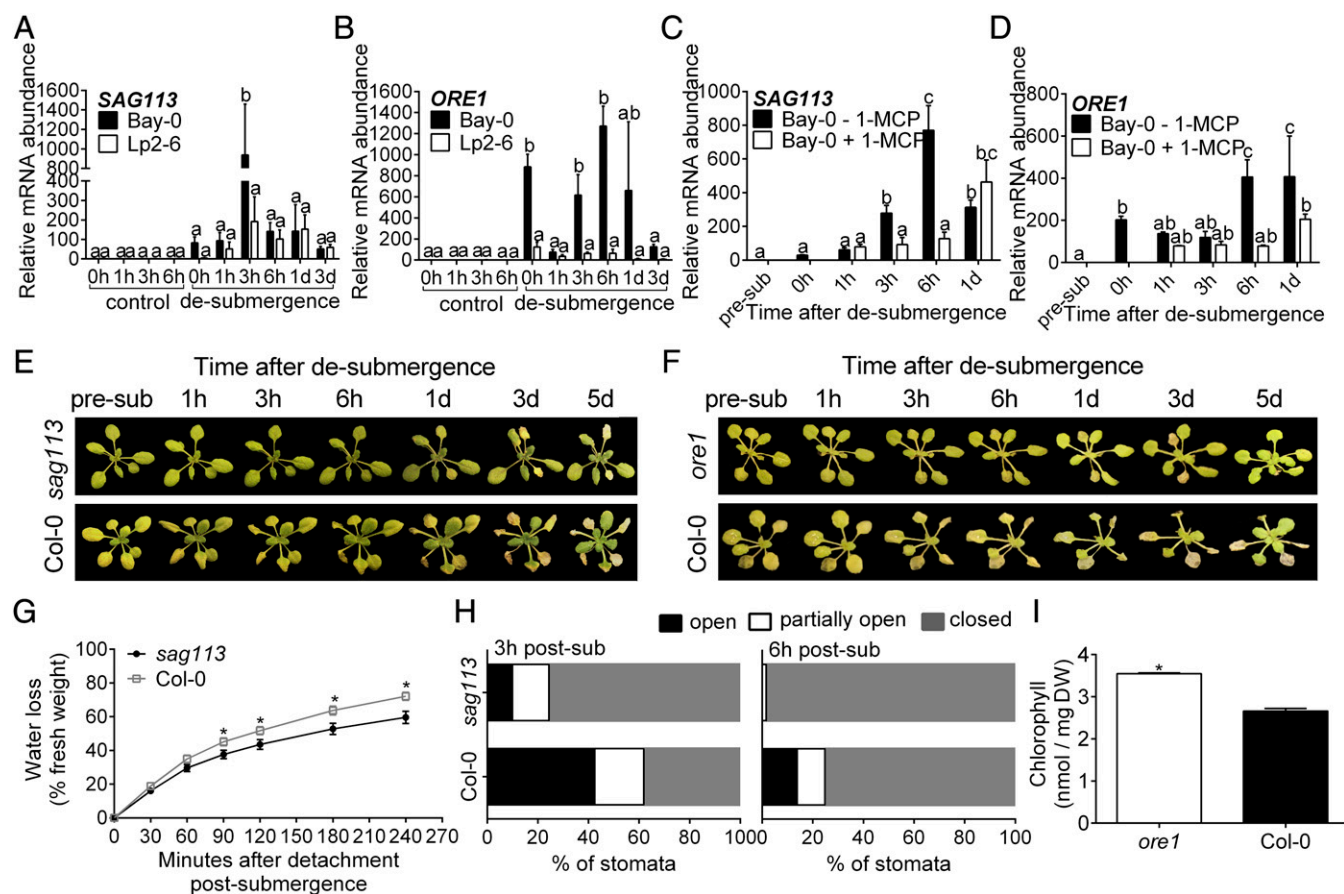 A
Relative mRNA abundance
1600
1400
1200
1000
800
600
400
400
300
200
100
0
SAG113
Bay-0
Lp2-6
b
a
a a a a a a a a a a a a a a a a a a
0h 1h 3h 6h 0h 1h 3h 6h 1d 3d
control de-submergence
B
Relative mRNA abundance
1600
1400
1200
1000
800
600
400
200
0
ORE1
Bay-0
Lp2-6
b b b ab
a a a a a a a a a a a a a a a a
0h 1h 3h 6h 0h 1h 3h 6h 1d 3d
control de-submergence
C
Relative mRNA abundance
1000
800
600
400
200
0
SAG113
Bay-0 - 1-MCP
Bay-0 + 1-MCP
a a a a b a c a b bc
pre-sub 0h 1h 3h 6h 1d
Time after de-submergence
D
Relative mRNA abundance
800
600
400
200
0
ORE1
Bay-0 - 1-MCP
Bay-0 + 1-MCP
a b ab ab ab ab c ab c b
pre-sub 0h 1h 3h 6h 1d
Time after de-submergence
E
Time after de-submergence
pre-sub 1h 3h 6h 1d 3d 5d
sag113
Col-0
F
Time after de-submergence
pre-sub 1h 3h 6h 1d 3d 5d
ore1
Col-0
G
Water loss
(% fresh weight)
100
80
60
40
20
0
sag113
Col-0
* * * *
0 30 60 90 120 150 180 210 240 270
Minutes after detachment
post-submergence
H
open partially open closed
3h post-sub 6h post-sub
sag113
Col-0
0 20 40 60 80 100 0 20 40 60 80 100
% of stomata % of stomata
I
Chlorophyll
(nmol / mg DW)
4
3
2
1
0
*
ore1 Col-0